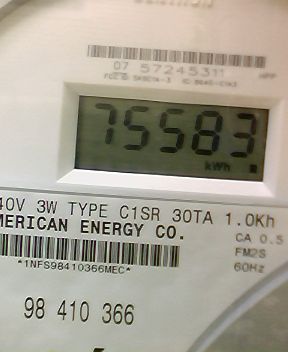 07 57245311 HPP
75583
kWh
40V 3W TYPE C1SR 30TA 1.0Kh
MERICAN ENERGY CO. CA 0.5
FM2S
*1NFS98410366MEC* 60Hz
98 410 366